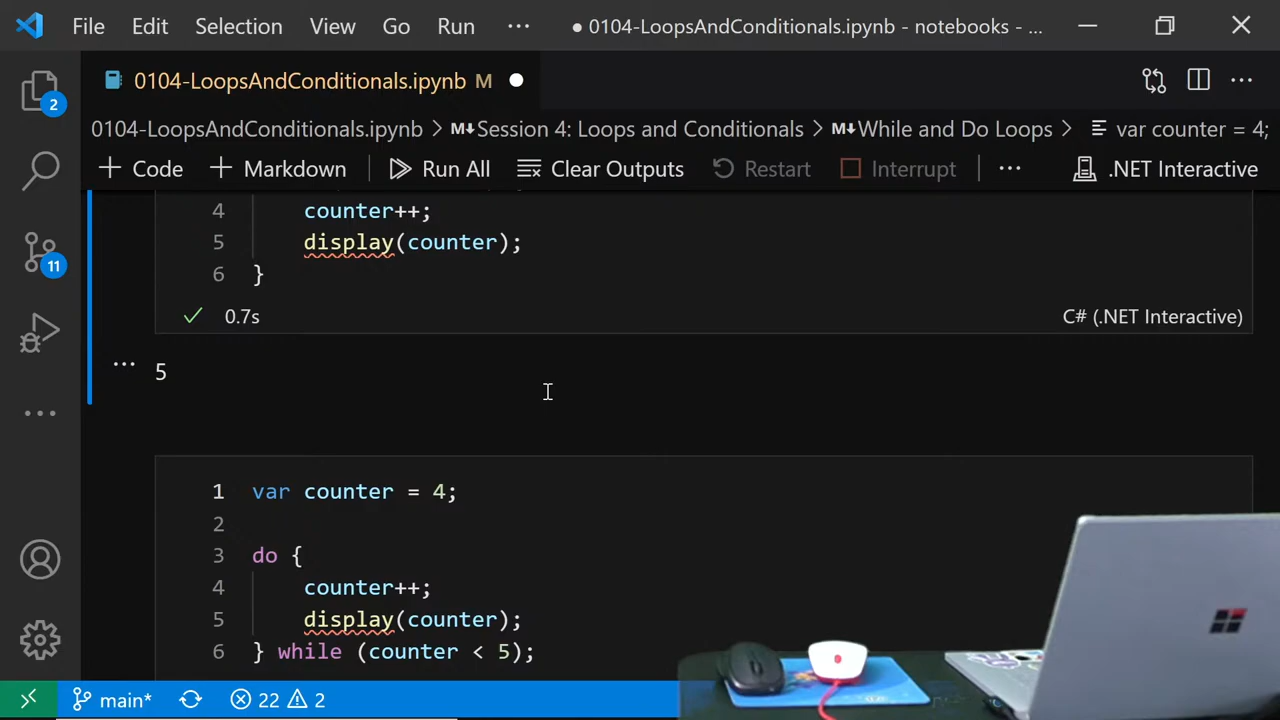 File Edit Selection View Go Run ··· ● 0104-LoopsAndConditionals.ipynb - notebooks - ...
0104-LoopsAndConditionals.ipynb M
0104-LoopsAndConditionals.ipynb > M↓Session 4: Loops and Conditionals > M↓While and Do Loops > var counter = 4;
+ Code + Markdown Run All Clear Outputs Restart Interrupt ··· .NET Interactive
2
11
4 counter++;
5 display(counter);
6 }
0.7s C# (.NET Interactive)
5
1 var counter = 4;
2
3 do {
4 counter++;
5 display(counter);
6 } while (counter < 5);
main* 22 2